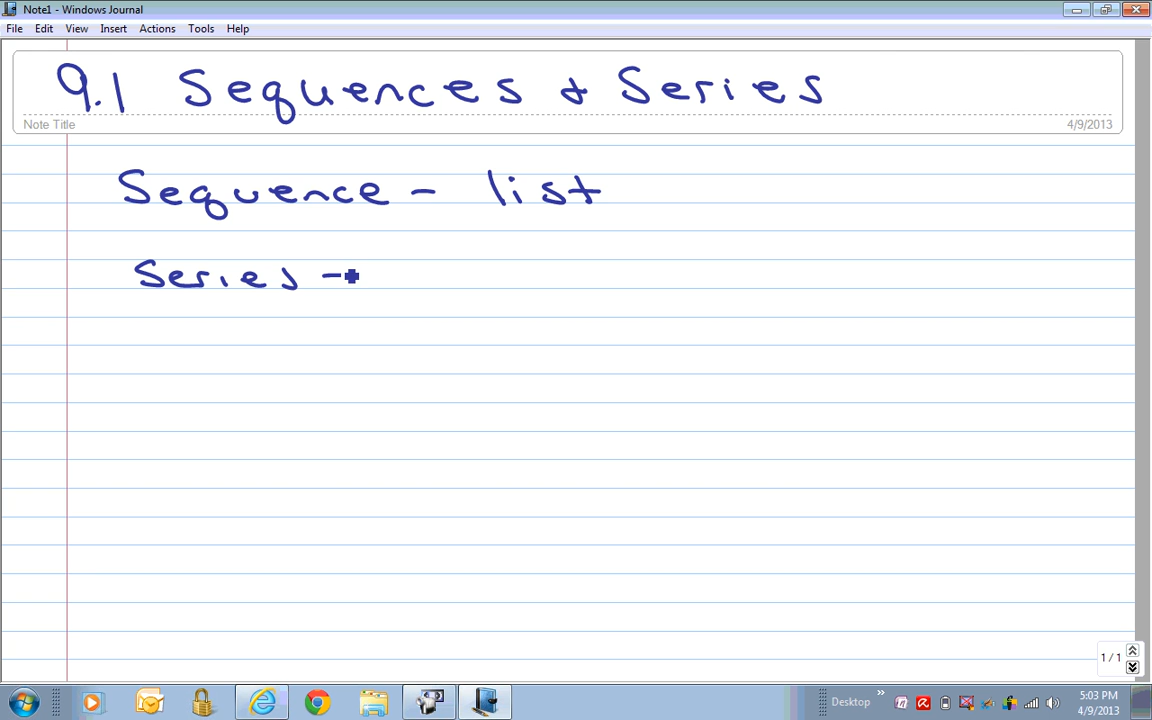 Note1 - Windows Journal
File Edit View Insert Actions Tools Help
9.1 Sequences & Series
Note Title
4/9/2013
Sequence - list
Series -
1 / 1
Desktop
5:03 PM
4/9/2013